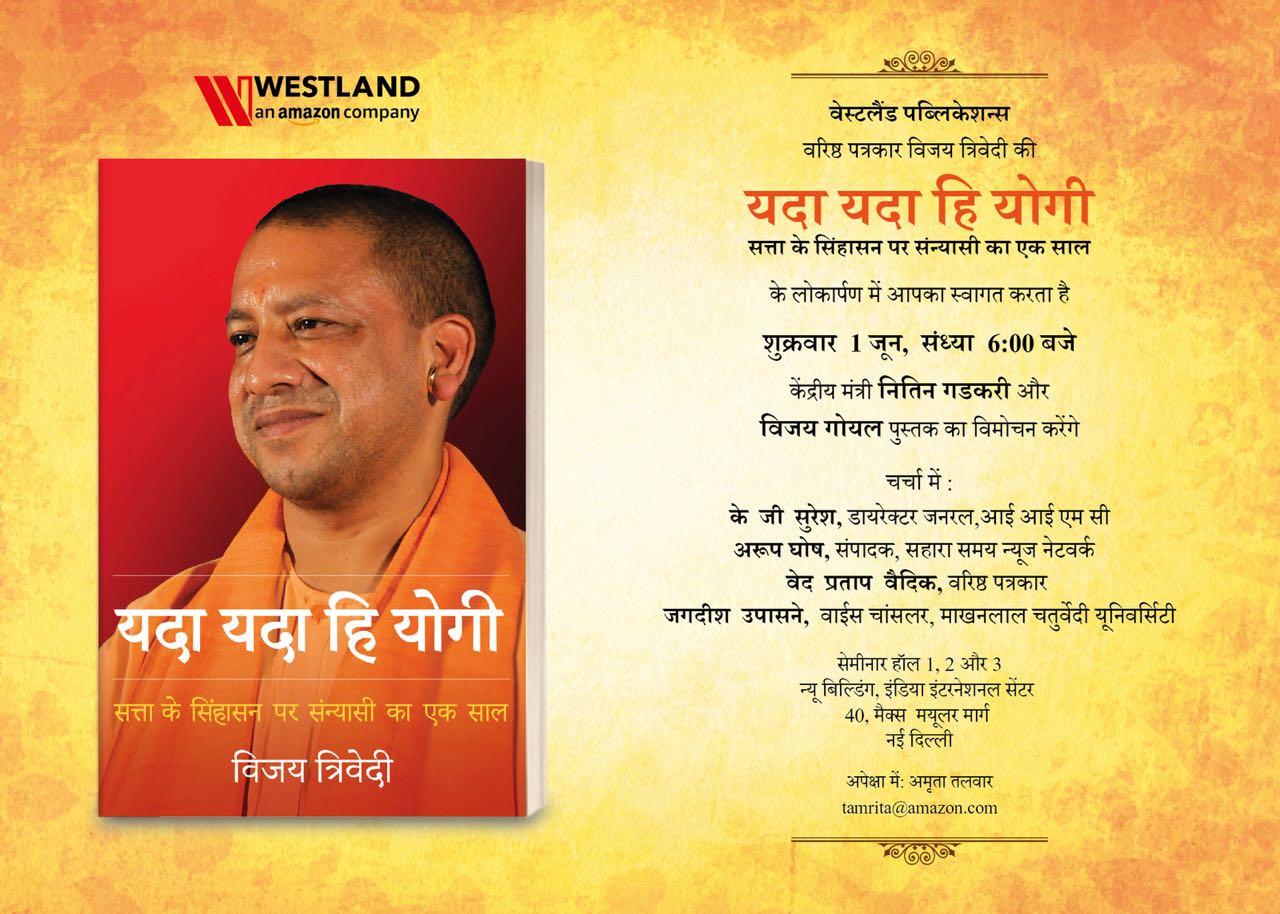 WESTLAND
an amazon company
यदा यदा हि योगी
सत्ता के सिंहासन पर संन्यासी का एक साल
विजय त्रिवेदी
वेस्टलैंड पब्लिकेशन्स
वरिष्ठ पत्रकार विजय त्रिवेदी की
यदा यदा हि योगी
सत्ता के सिंहासन पर संन्यासी का एक साल
के लोकार्पण में आपका स्वागत करता है
शुक्रवार 1 जून, संध्या 6:00 बजे
केंद्रीय मंत्री नितिन गडकरी और
विजय गोयल पुस्तक का विमोचन करेंगे
चर्चा में :
के जी सुरेश, डायरेक्टर जनरल,आई आई एम सी
अरूप घोष, संपादक, सहारा समय न्यूज नेटवर्क
वेद प्रताप वैदिक, वरिष्ठ पत्रकार
जगदीश उपासने, वाईस चांसलर, माखनलाल चतुर्वेदी यूनिवर्सिटी
सेमीनार हॉल 1, 2 और 3
न्यू बिल्डिंग, इंडिया इंटरनेशनल सेंटर
40, मैक्स मयूलर मार्ग
नई दिल्ली
अपेक्षा में: अमृता तलवार
tamrita@amazon.com